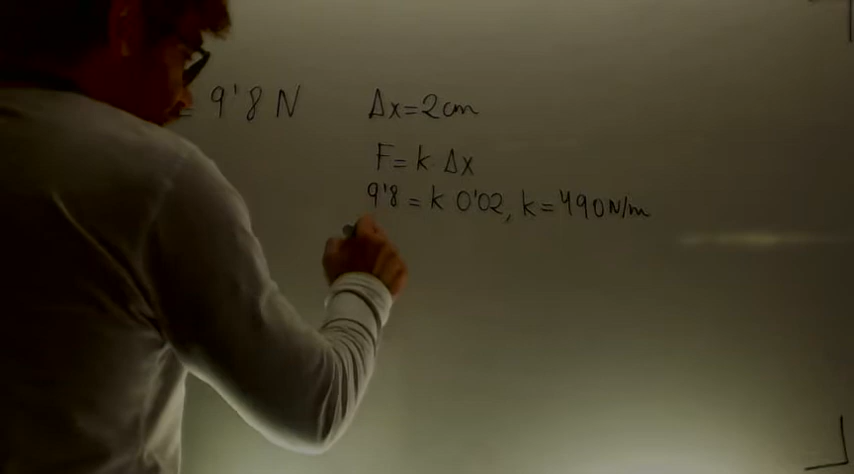 = 9'8 N Δx=2cm
F= k Δx
9'8 = k 0'02, k=490N/m